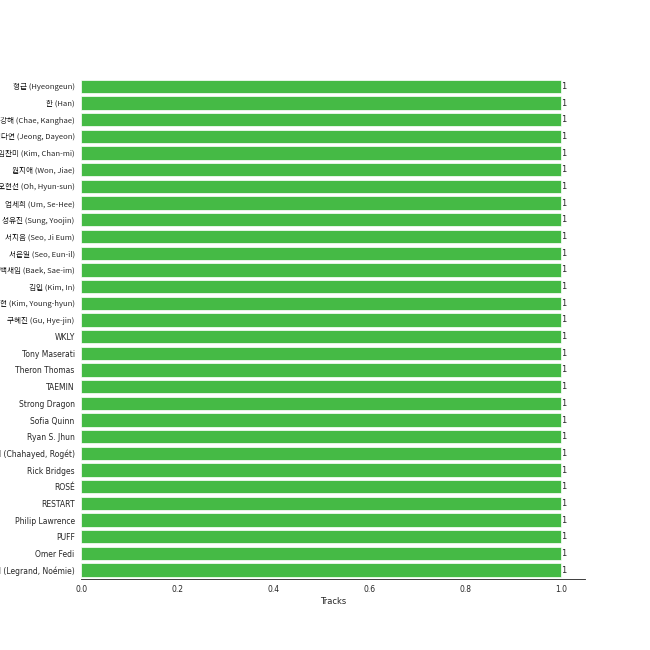 형근 (Hyeongeun) 1
한 (Han) 1
강해 (Chae, Kanghae) 1
다연 (Jeong, Dayeon) 1
김찬미 (Kim, Chan-mi) 1
원지애 (Won, Jiae) 1
오현선 (Oh, Hyun-sun) 1
엄세희 (Um, Se-Hee) 1
성유진 (Sung, Yoojin) 1
서지음 (Seo, Ji Eum) 1
서은일 (Seo, Eun-il) 1
백새임 (Baek, Sae-im) 1
김인 (Kim, In) 1
현 (Kim, Young-hyun) 1
구혜진 (Gu, Hye-jin) 1
WKLY 1
Tony Maserati 1
Theron Thomas 1
TAEMIN 1
Strong Dragon 1
Sofia Quinn 1
Ryan S. Jhun 1
(Chahayed, Rogét) 1
Rick Bridges 1
ROSÉ 1
RESTART 1
Philip Lawrence 1
PUFF 1
Omer Fedi 1
(Legrand, Noémie) 1
0.0 0.2 0.4 0.6 0.8 1.0
Tracks